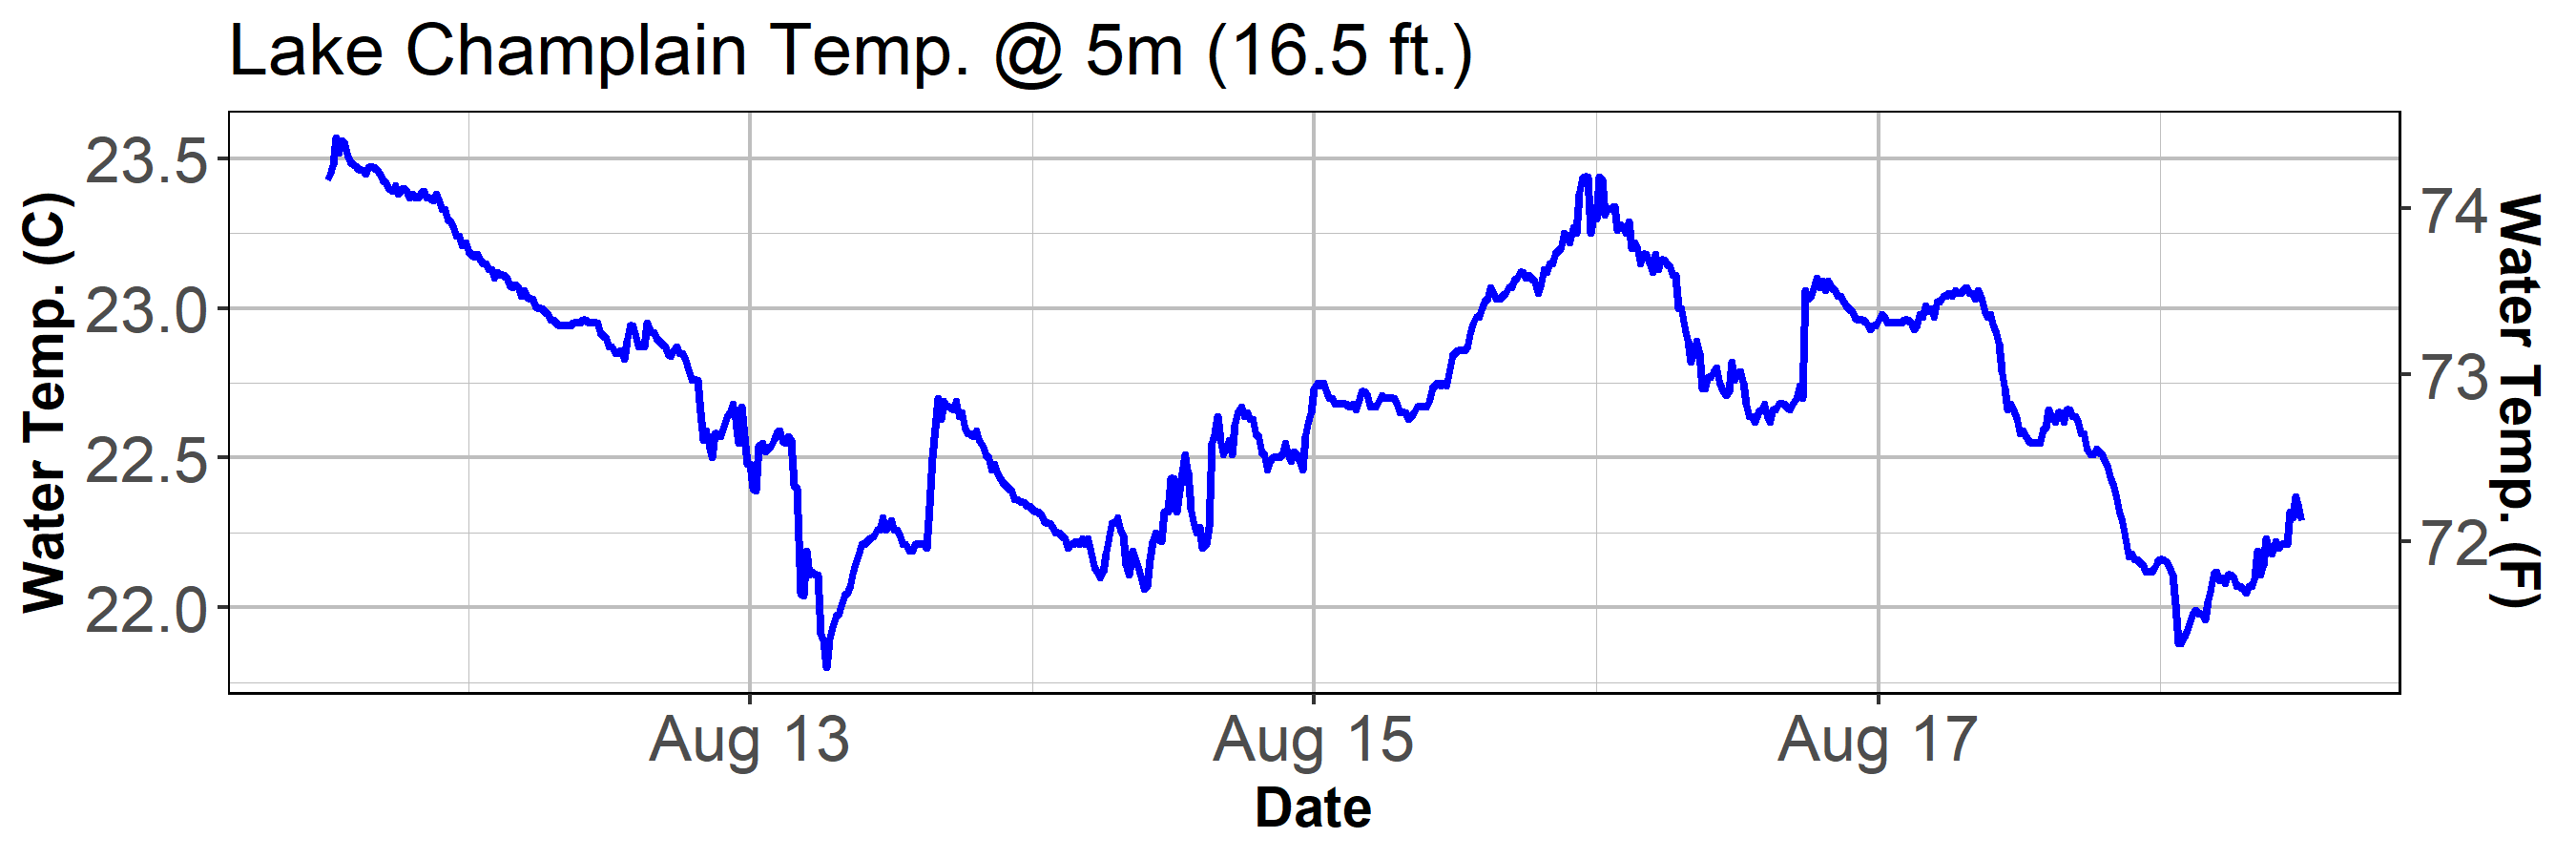 Lake Champlain Temp. @ 5m (16.5 ft.)
Water Temp. (C)
23.5
23.0
22.5
22.0
74
73
72
Water Temp. (F)
Aug 13 Aug 15 Aug 17
Date